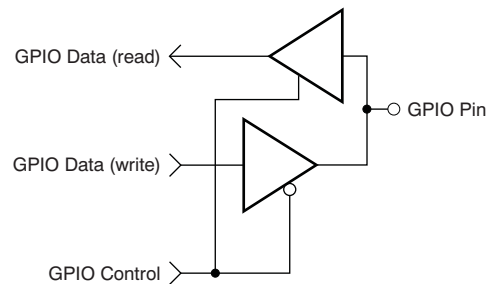 GPIO Data (read)
GPIO Pin
GPIO Data (write)
GPIO Control